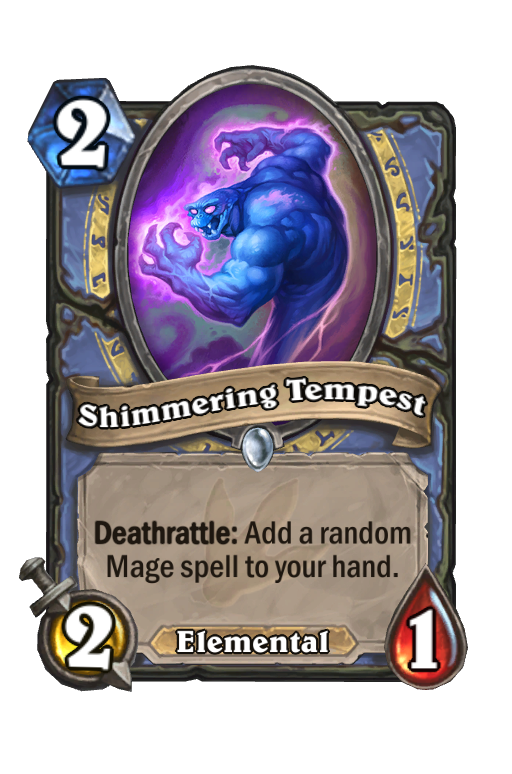 2
Shimmering Tempest
Deathrattle: Add a random
Mage spell to your hand.
2
Elemental
1